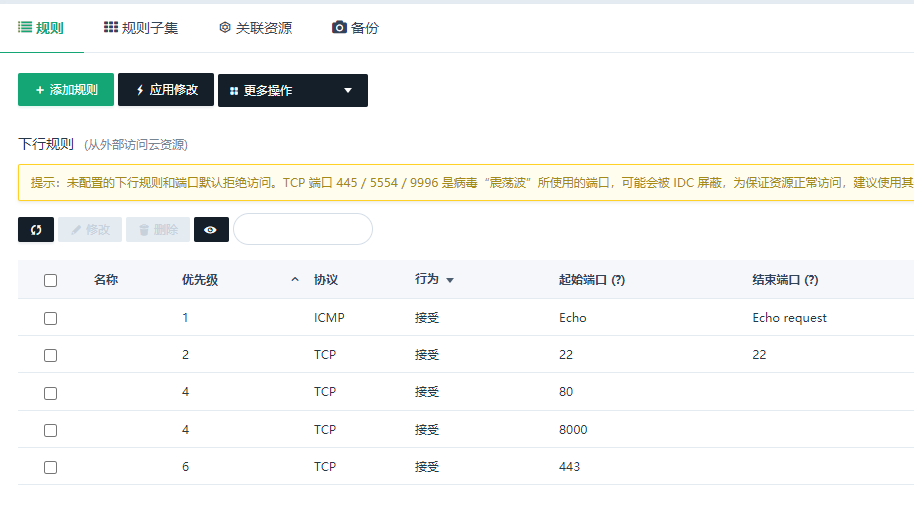 规则 规则子集 关联资源 备份
+ 添加规则 应用修改 更多操作
下行规则 (从外部访问云资源)
提示：未配置的下行规则和端口默认拒绝访问。TCP 端口 445 / 5554 / 9996 是病毒“震荡波”所使用的端口，可能会被 IDC 屏蔽，为保证资源正常访问，建议使用其
修改 删除
名称 优先级 协议 行为 起始端口 (?) 结束端口 (?)
1 ICMP 接受 Echo Echo request
2 TCP 接受 22 22
4 TCP 接受 80
4 TCP 接受 8000
6 TCP 接受 443